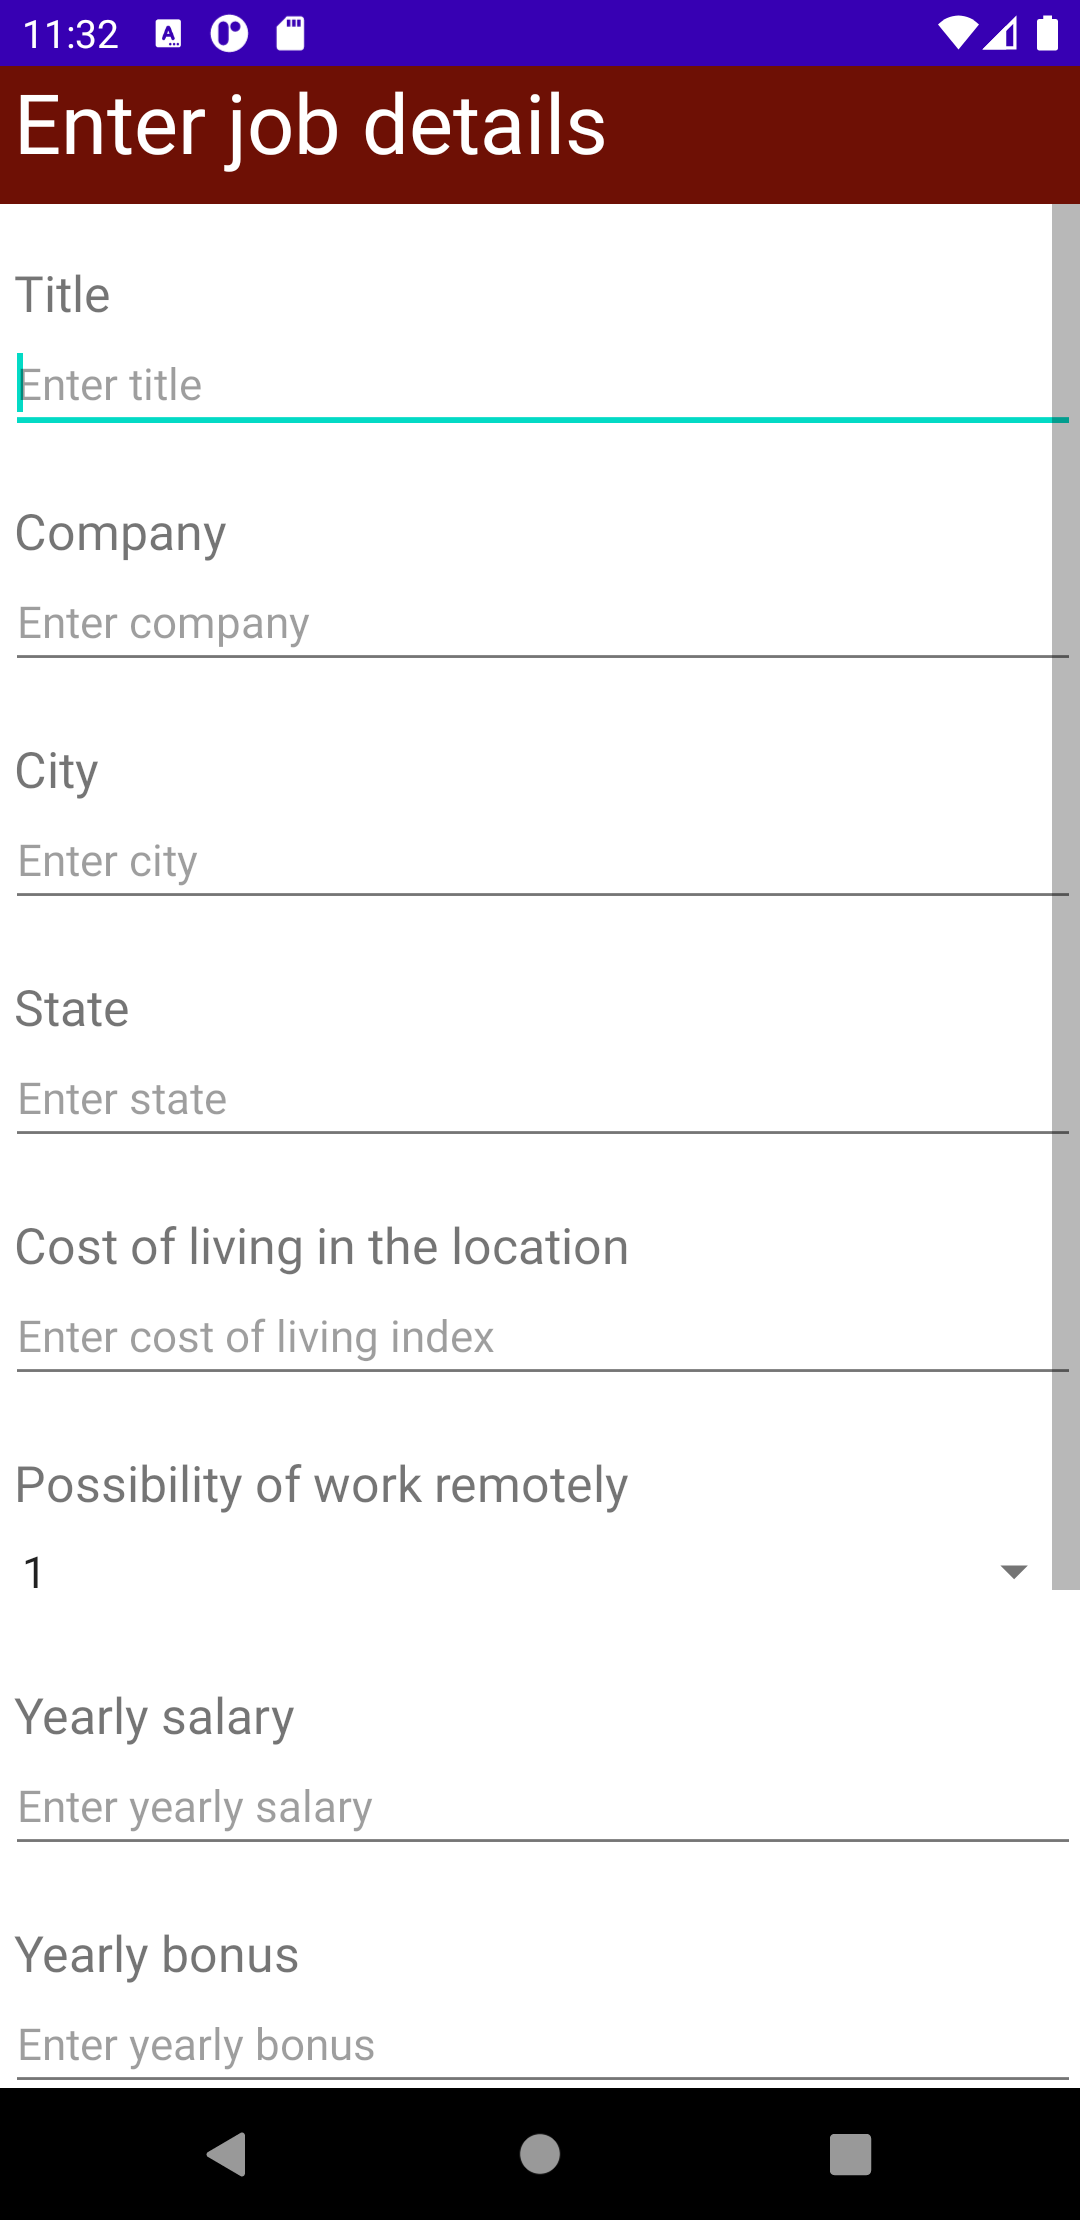 11:32
Enter job details
Title
Enter title
Company
Enter company
City
Enter city
State
Enter state
Cost of living in the location
Enter cost of living index
Possibility of work remotely
1
Yearly salary
Enter yearly salary
Yearly bonus
Enter yearly bonus